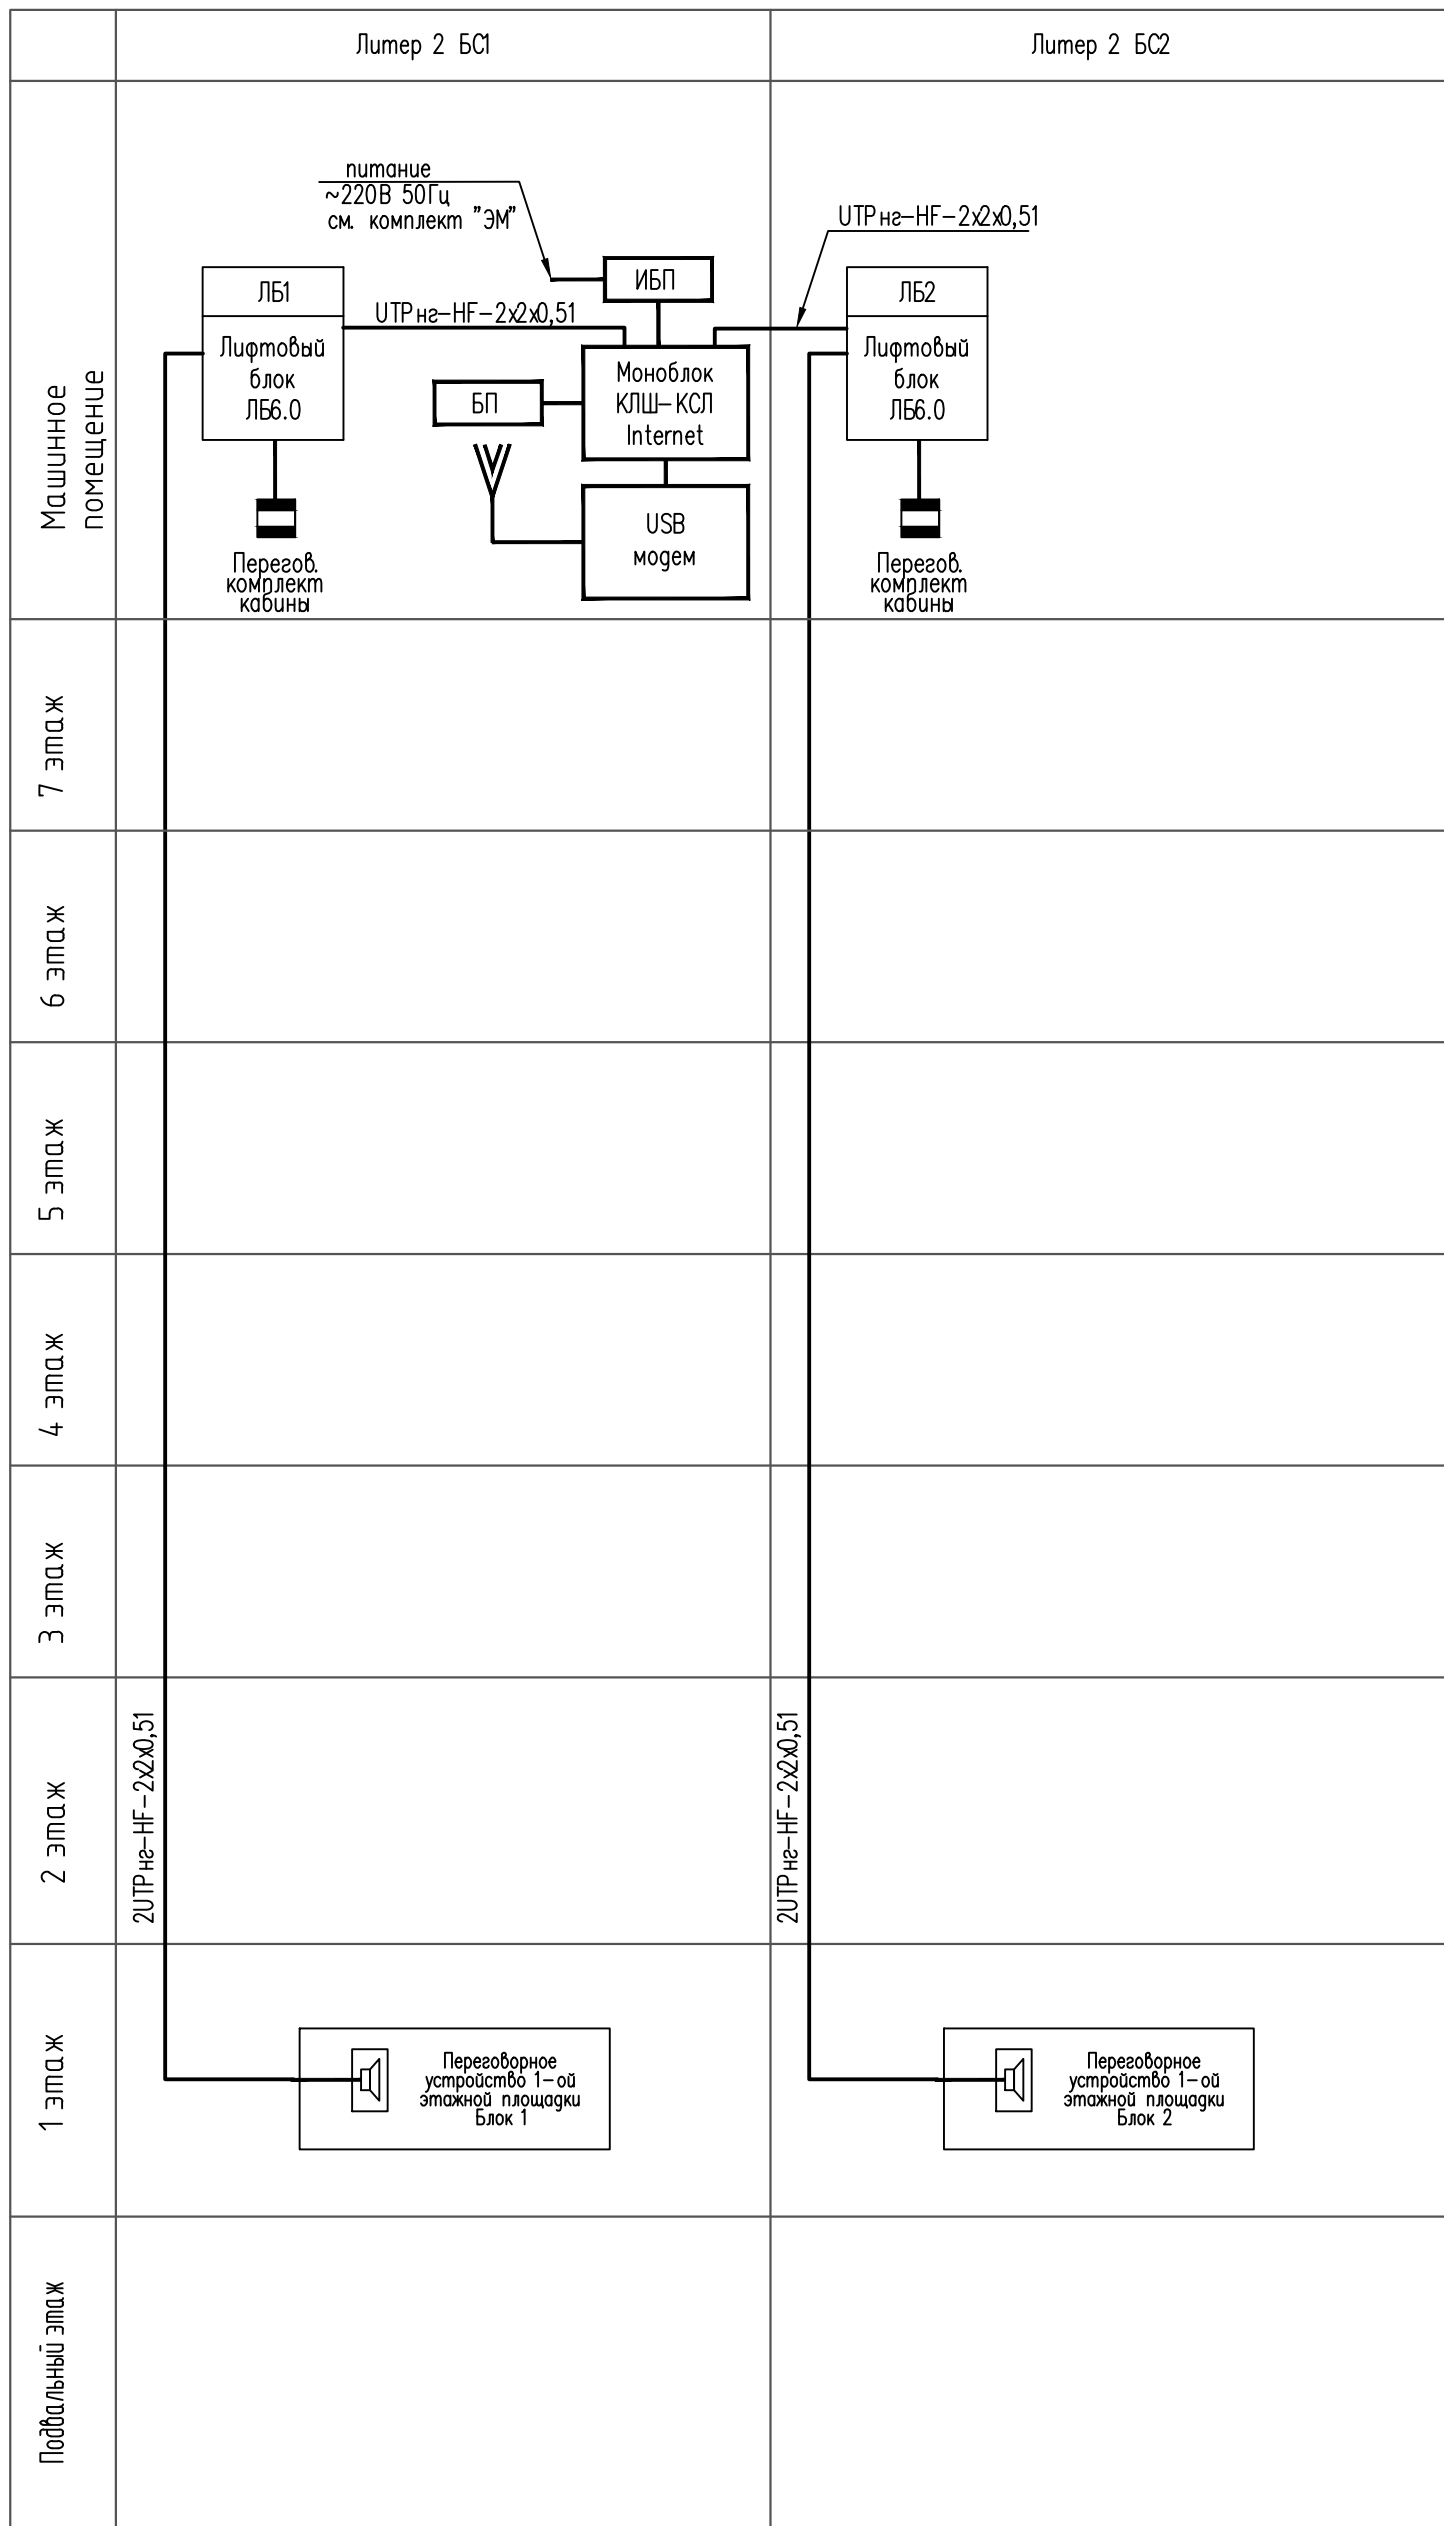 Литер 2 БС1
Литер 2 БС2
Машинное
помещение
питание
~220В 50Гц
см. комплект "ЭМ"
UTPнг-HF-2х2х0,51
ИБП
ЛБ1
UTPнг-HF-2х2х0,51
ЛБ2
Лифтовый
блок
ЛБ6.0
БП
Моноблок
КЛШ-КСЛ
Internet
Лифтовый
блок
ЛБ6.0
USB
модем
Перегов.
комплект
кабины
Перегов.
комплект
кабины
7 этаж
6 этаж
5 этаж
4 этаж
3 этаж
2 этаж
2UTPнг-HF-2х2х0,51
2UTPнг-HF-2х2х0,51
1 этаж
Переговорное
устройство 1-ой
этажной площадки
Блок 1
Переговорное
устройство 1-ой
этажной площадки
Блок 2
Подвальный этаж